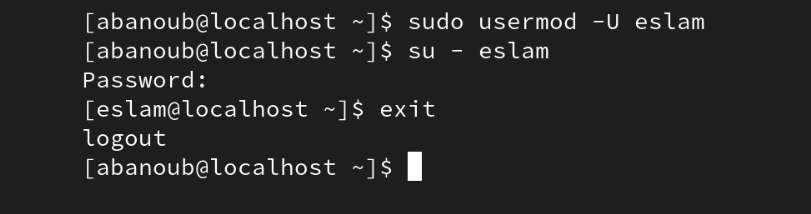 [abanoub@localhost ~]$ sudo usermod -U eslam
[abanoub@localhost ~]$ su - eslam
Password:
[eslam@localhost ~]$ exit
logout
[abanoub@localhost ~]$